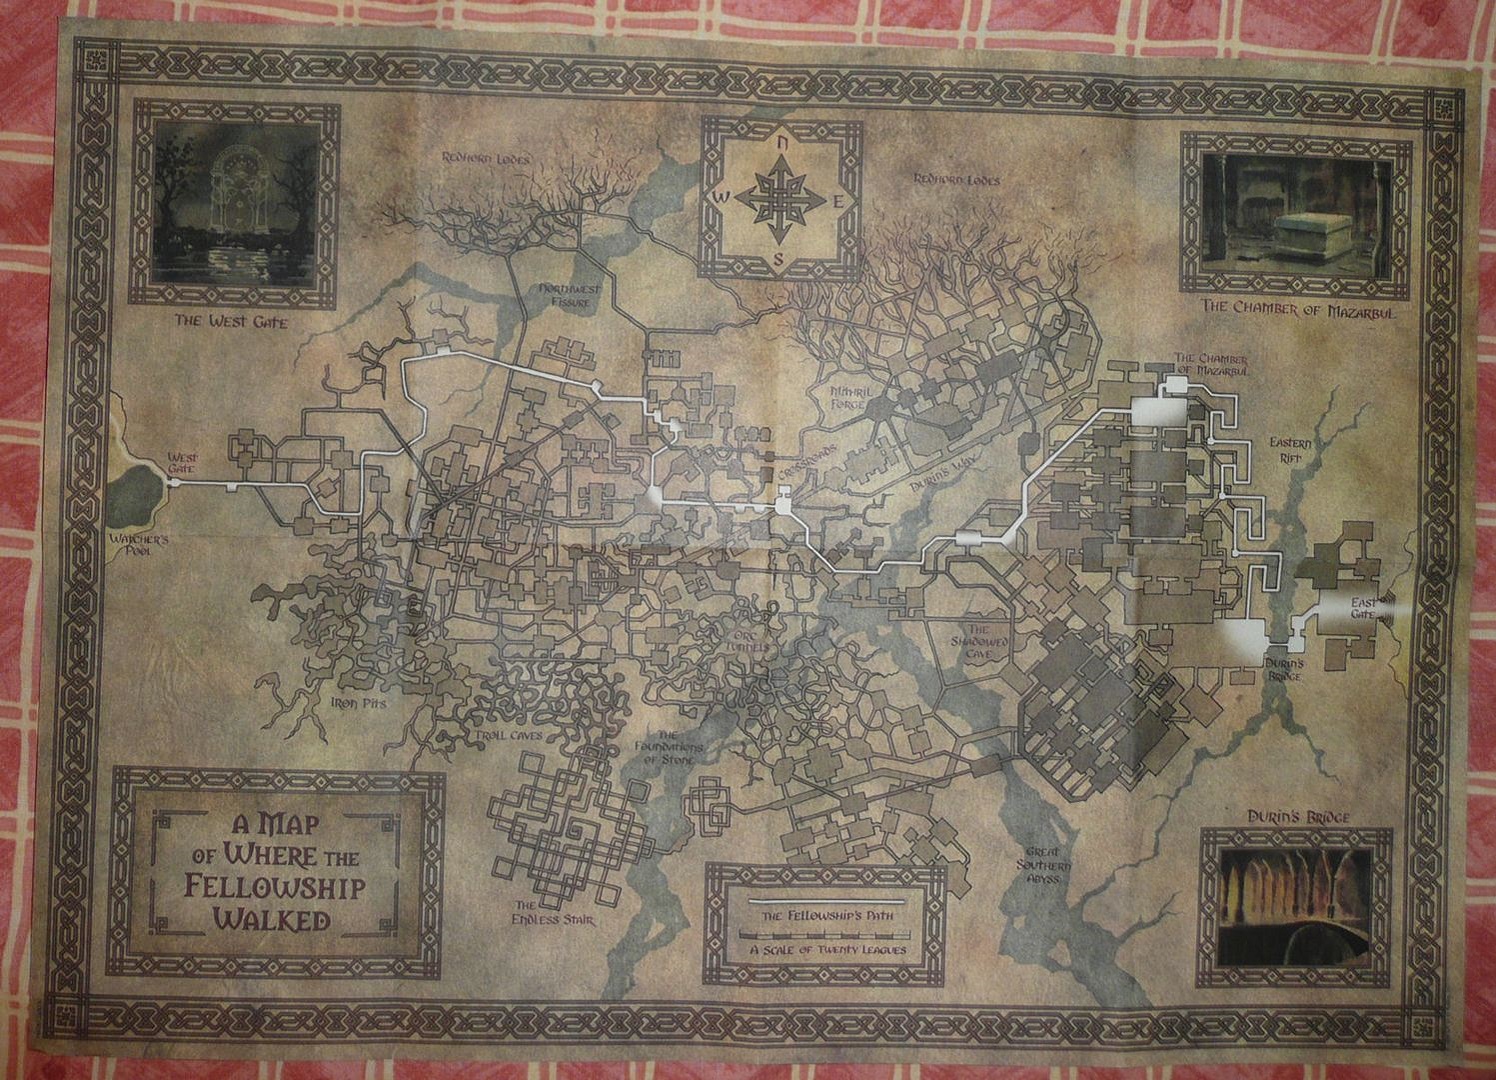 N
W
E
S
Redhorn Lodes
Redhorn Lodes
The West Gate
The Chamber of Mazarbul
Northwest
Fissure
The Chamber
of Mazarbul
Mithril
Forge
West
Gate
Crossroads
Durin's Way
Eastern
Rift
Watcher's
Pool
East
Gate
Orc
Tunnels
The
Shadowed
Cave
Durin's
Bridge
Iron Pits
Troll Caves
The
Foundations
of Stone
The
Endless Stair
Great
Southern
Abyss
Durin's Bridge
A Map
of Where the
Fellowship
Walked
The Fellowship's Path
A Scale of Twenty Leagues